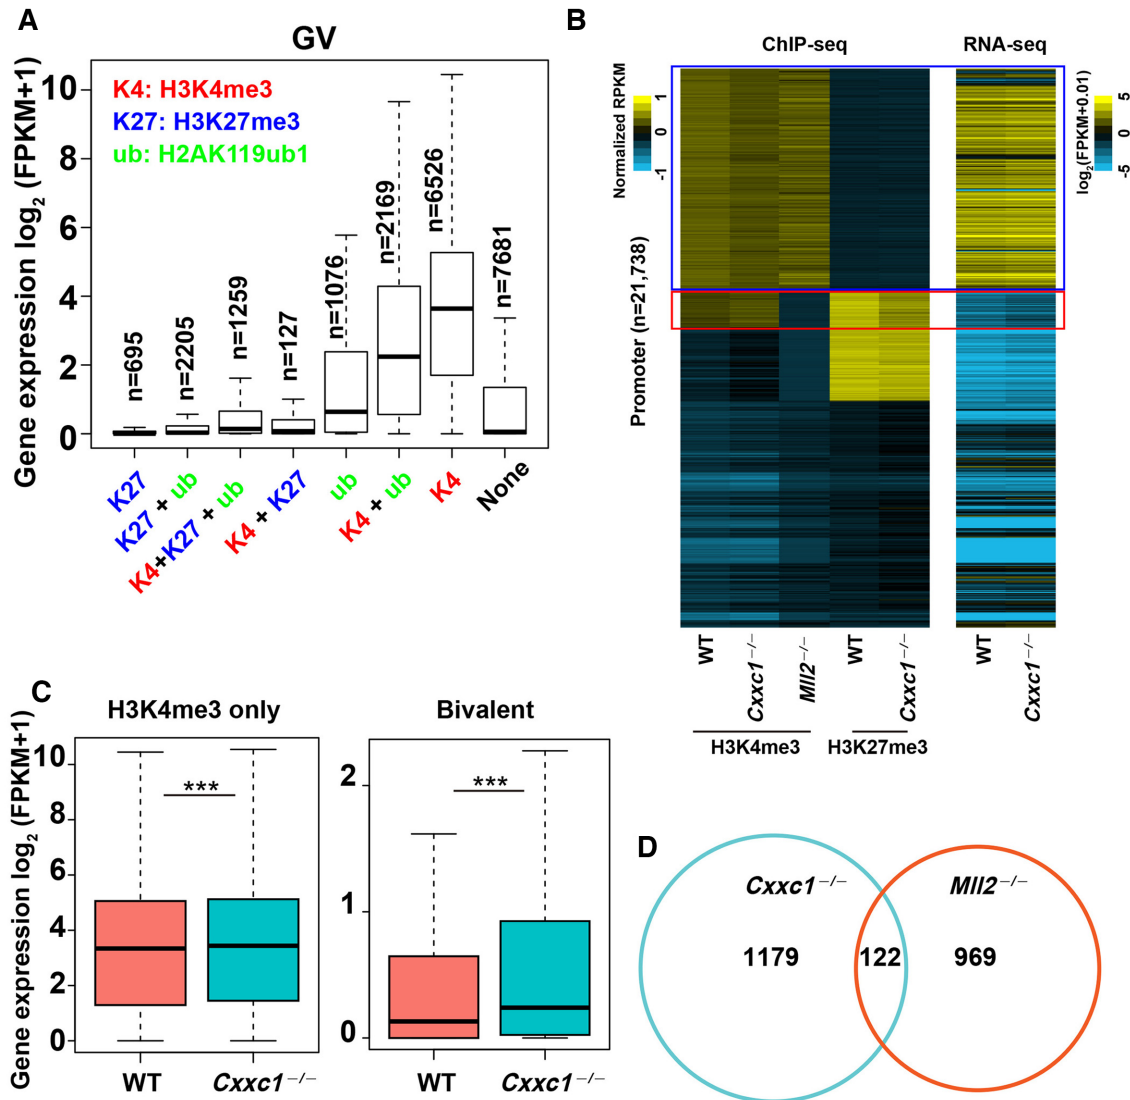 A
GV
Gene expression log2 (FPKM+1)
10
8
6
4
2
0
K4: H3K4me3
K27: H3K27me3
ub: H2AK119ub1
n=695
n=2205
n=1259
n=127
n=1076
n=2169
n=6526
n=7681
K27
K27 + ub
K4+K27 + ub
K4 + K27
ub
K4 + ub
K4
None
B
ChIP-seq
RNA-seq
Normalized RPKM
1
0
-1
log2(FPKM+0.01)
5
0
-5
Promoter (n=21,738)
WT
Cxxc1−/−
Mll2−/−
WT
Cxxc1−/−
WT
Cxxc1−/−
H3K4me3
H3K27me3
C
H3K4me3 only
Bivalent
Gene expression log2 (FPKM+1)
10
8
6
4
2
0
***
WT
Cxxc1−/−
2
1
0
***
WT
Cxxc1−/−
D
Cxxc1−/−
Mll2−/−
1179
122
969